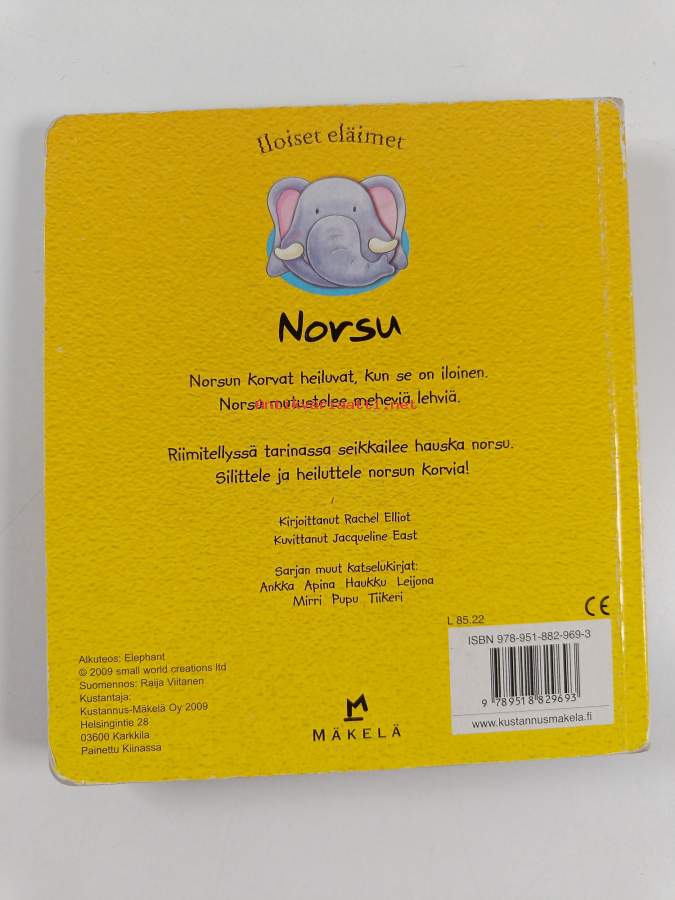 Iloiset eläimet
Norsu
Norsun korvat heiluvat, kun se on iloinen.
Norsu mutustelee meheviä lehviä.
Antikvariaatti.net
Riimitellyssä tarinassa seikkailee hauska norsu.
Silittele ja heiluttele norsun korvia!
Kirjoittanut Rachel Elliot
Kuvittanut Jacqueline East
Sarjan muut katselukirjat:
Ankka Apina Haukku Leijona
Mirri Pupu Tiikeri
L 85.22
CE
ISBN 978-951-882-969-3
9 789518 829693
www.kustannusmakela.fi
Alkuteos: Elephant
© 2009 small world creations ltd
Suomennos: Raija Viitanen
Kustantaja:
Kustannus-Mäkelä Oy 2009
Helsingintie 28
03600 Karkkila
Painettu Kiinassa
M
MÄKELÄ